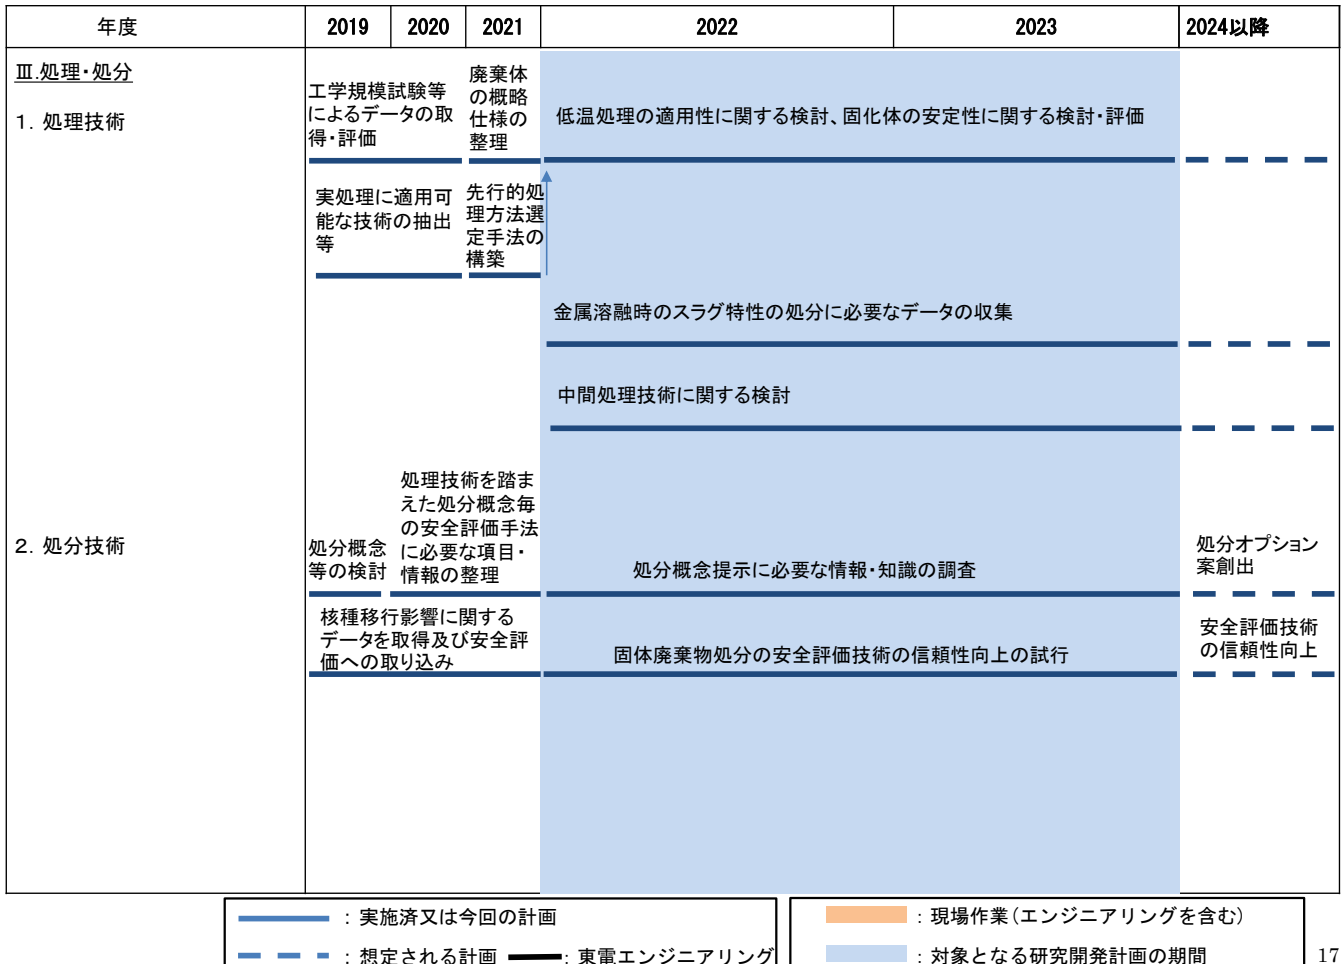 年度
2019
2020
2021
2022
2023
2024以降
Ⅲ.処理・処分
1. 処理技術
工学規模試験等
によるデータの取
得・評価
廃棄体
の概略
仕様の
整理
低温処理の適用性に関する検討、固化体の安定性に関する検討・評価
実処理に適用可
能な技術の抽出
等
先行的処
理方法選
定手法の
構築
金属溶融時のスラグ特性の処分に必要なデータの収集
中間処理技術に関する検討
2. 処分技術
処分概念
等の検討
処理技術を踏ま
えた処分概念毎
の安全評価手法
に必要な項目・
情報の整理
処分概念提示に必要な情報・知識の調査
処分オプション
案創出
核種移行影響に関する
データを取得及び安全評
価への取り込み
固体廃棄物処分の安全評価技術の信頼性向上の試行
安全評価技術
の信頼性向上
：実施済又は今回の計画
：想定される計画
：東電エンジニアリング
：現場作業（エンジニアリングを含む）
：対象となる研究開発計画の期間
17